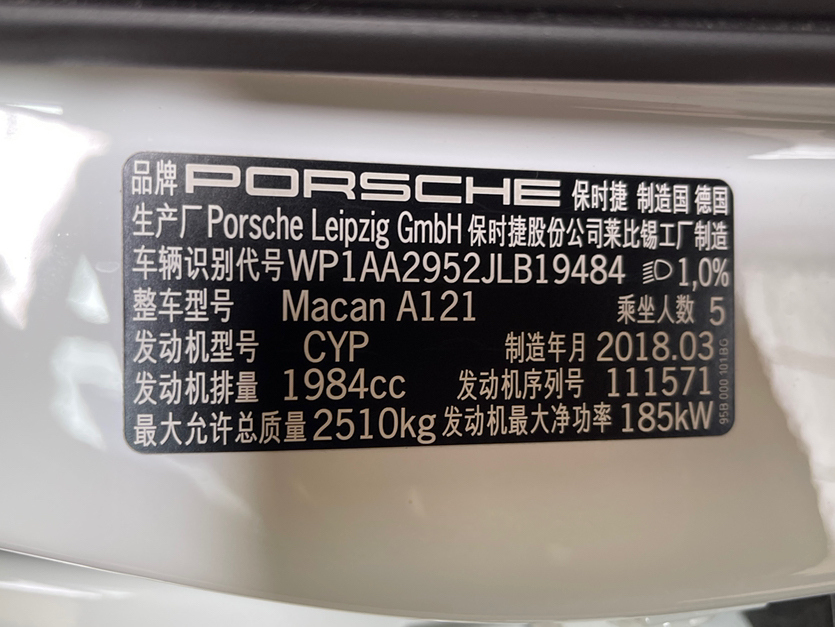 品牌 PORSCHE 保时捷 制造国 德国
生产厂 Porsche Leipzig GmbH 保时捷股份公司莱比锡工厂制造
车辆识别代号 WP1AA2952JLB19484 1,0%
整车型号 Macan A121 乘坐人数 5
发动机型号 CYP 制造年月 2018.03
发动机排量 1984cc 发动机序列号 111571
最大允许总质量 2510kg 发动机最大净功率 185kW
95B.000.101.BG